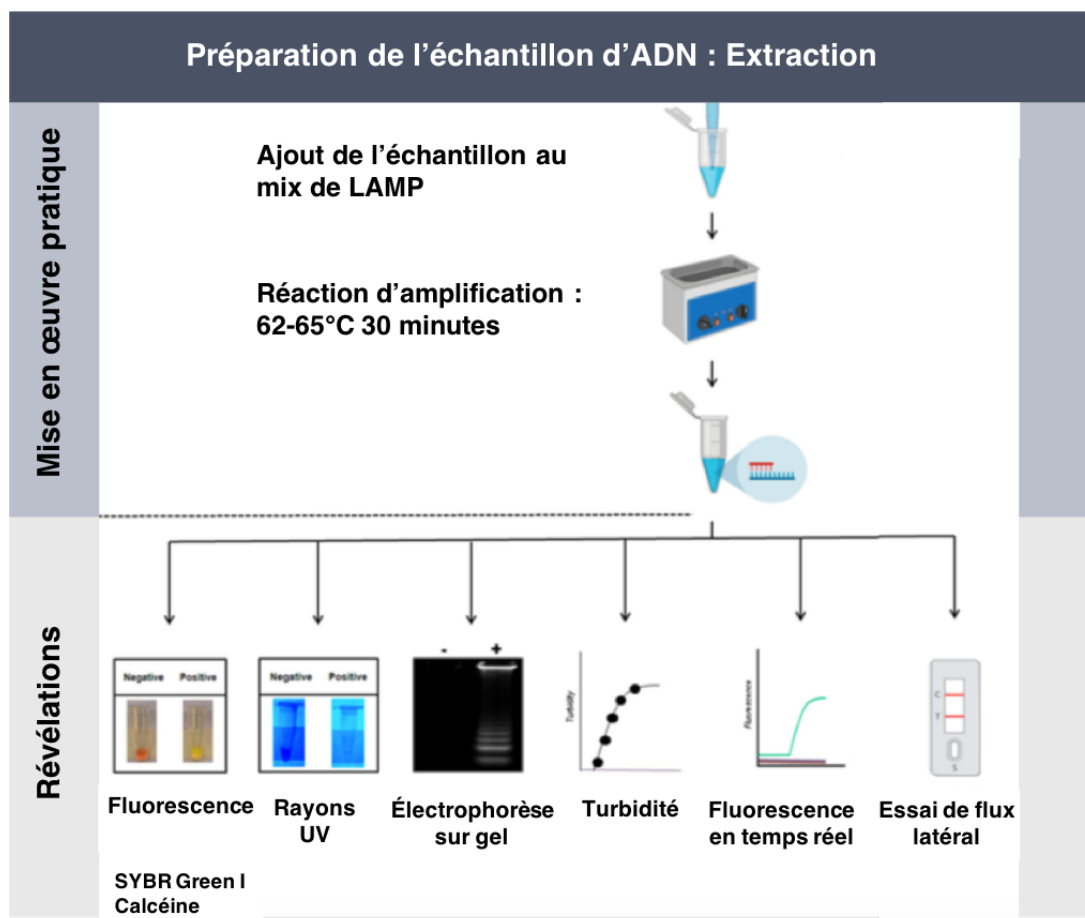 Préparation de l'échantillon d'ADN : Extraction
Mise en œuvre pratique
Ajout de l'échantillon au
mix de LAMP
Réaction d'amplification :
62-65°C 30 minutes
Révélations
Negative Positive
Negative Positive
- +
Turbidity
Fluorescence
C
T
S
Fluorescence
Rayons
UV
Électrophorèse
sur gel
Turbidité
Fluorescence
en temps réel
Essai de flux
latéral
SYBR Green I
Calcéine